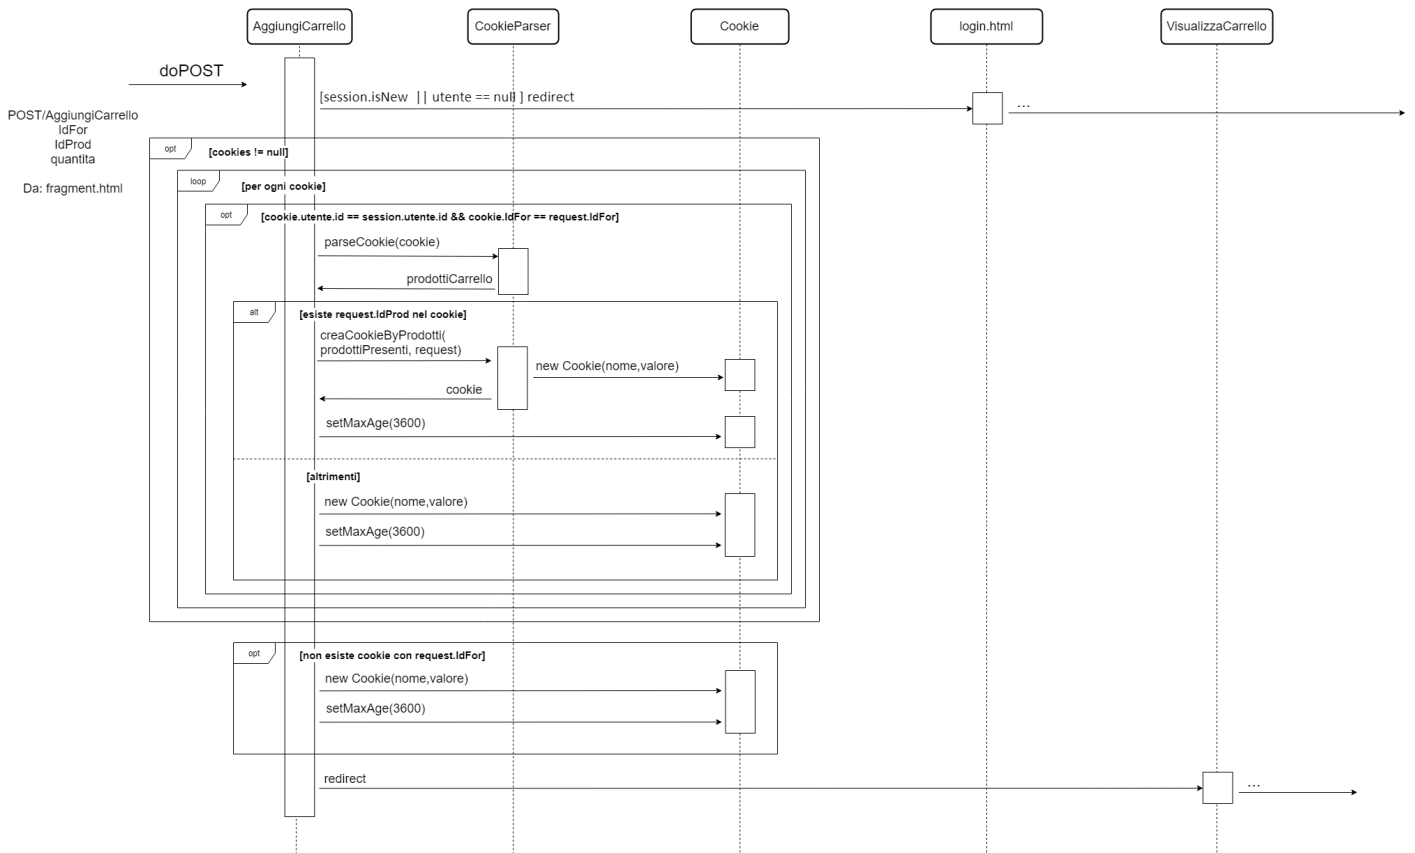 AggiungiCarrello
CookieParser
Cookie
login.html
VisualizzaCarrello
doPOST
[session.isNew || utente == null ] redirect
...
POST/AggiungiCarrello
IdFor
IdProd
quantita
Da: fragment.html
opt
[cookies != null]
loop
[per ogni cookie]
opt
[cookie.utente.id == session.utente.id && cookie.IdFor == request.IdFor]
parseCookie(cookie)
prodottiCarrello
alt
[esiste request.IdProd nel cookie]
creaCookieByProdotti(
prodottiPresenti, request)
new Cookie(nome,valore)
cookie
setMaxAge(3600)
[altrimenti]
new Cookie(nome,valore)
setMaxAge(3600)
opt
[non esiste cookie con request.IdFor]
new Cookie(nome,valore)
setMaxAge(3600)
redirect
...